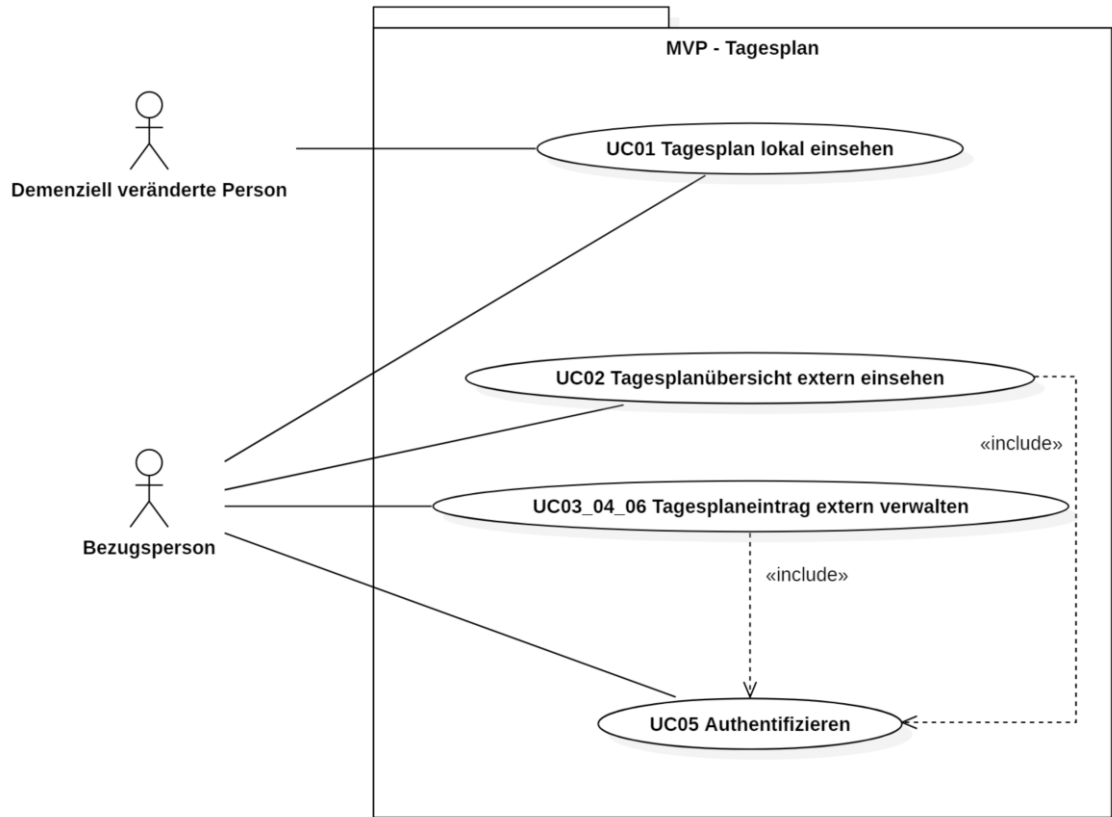 MVP - Tagesplan
UC01 Tagesplan lokal einsehen
Demenziell veränderte Person
UC02 Tagesplanübersicht extern einsehen
«include»
UC03_04_06 Tagesplaneintrag extern verwalten
Bezugsperson
«include»
UC05 Authentifizieren